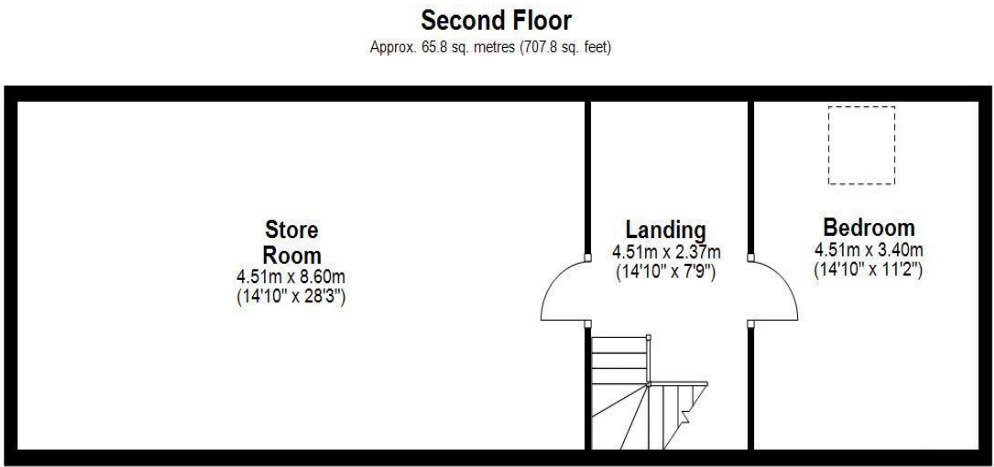 Second Floor
Approx. 65.8 sq. metres (707.8 sq. feet)
Store
Room
4.51m x 8.60m
(14'10" x 28'3")
Landing
4.51m x 2.37m
(14'10" x 7'9")
Bedroom
4.51m x 3.40m
(14'10" x 11'2")